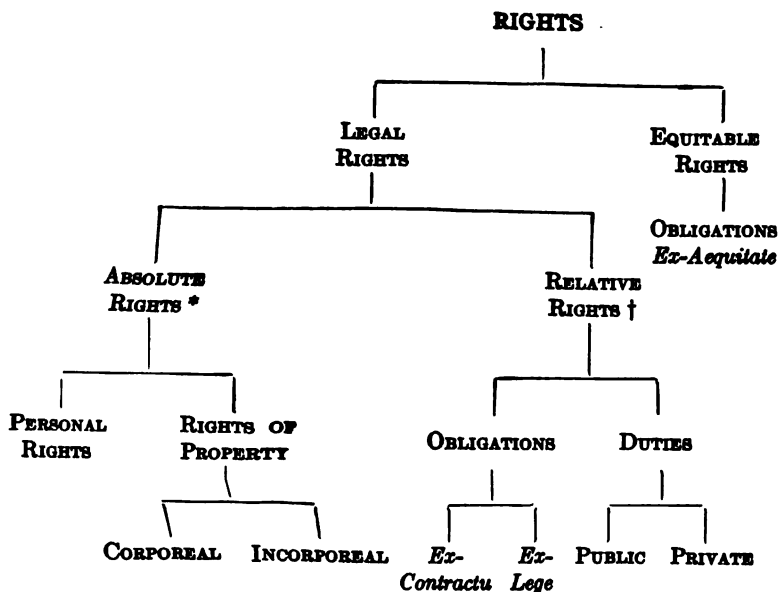 RIGHTS
LEGAL
RIGHTS
EQUITABLE
RIGHTS
OBLIGATIONS
Ex-Aequitate
ABSOLUTE
RIGHTS *
RELATIVE
RIGHTS †
PERSONAL
RIGHTS
RIGHTS OF
PROPERTY
OBLIGATIONS
DUTIES
CORPOREAL
INCORPOREAL
Ex-
Contractu
Ex-
Lege
PUBLIC
PRIVATE